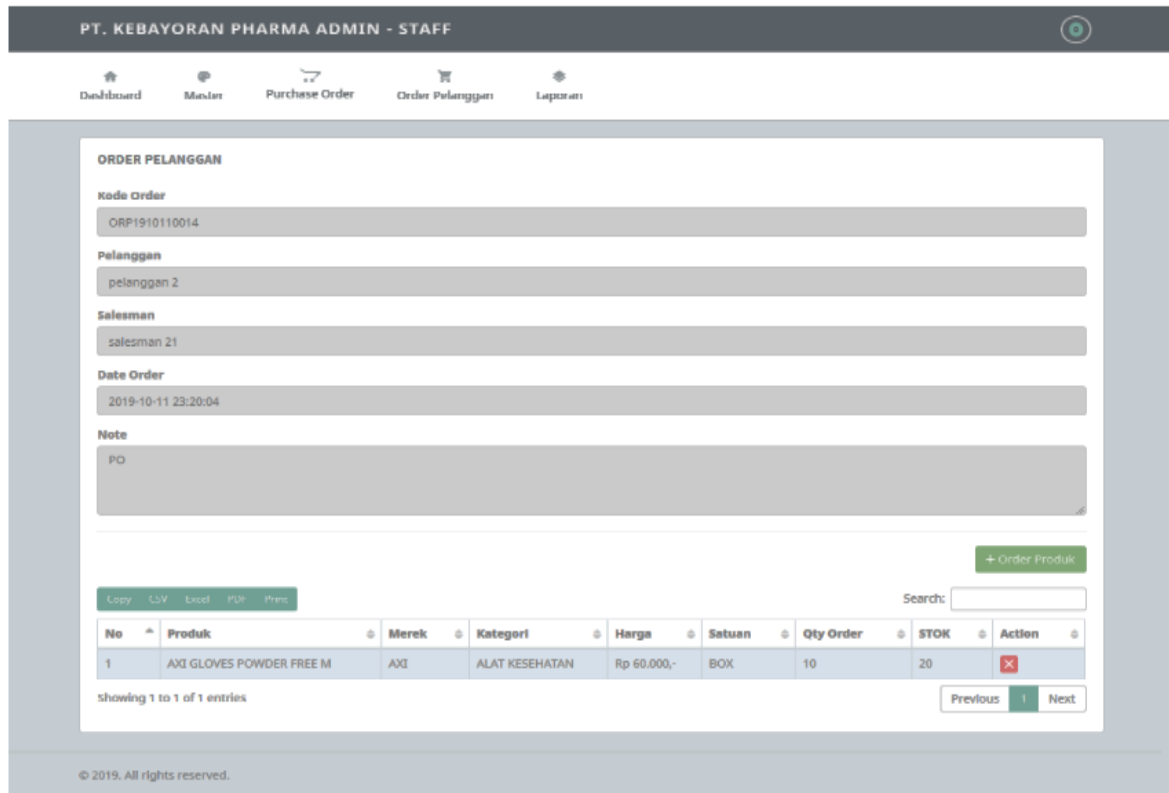 PT. KEBAYORAN PHARMA ADMIN - STAFF
Dashboard Master Purchase Order Order Pelanggan Laporan
ORDER PELANGGAN
Kode Order
ORP1910110014
Pelanggan
pelanggan 2
Salesman
salesman 21
Date Order
2019-10-11 23:20:04
Note
PO
+ Order Produk
Copy CSV Excel PDF Print Search:
No Produk Merek Kategori Harga Satuan Qty Order STOK Action
1 AXI GLOVES POWDER FREE M AXI ALAT KESEHATAN Rp 60.000,- BOX 10 20
Showing 1 to 1 of 1 entries Previous 1 Next
© 2019. All rights reserved.